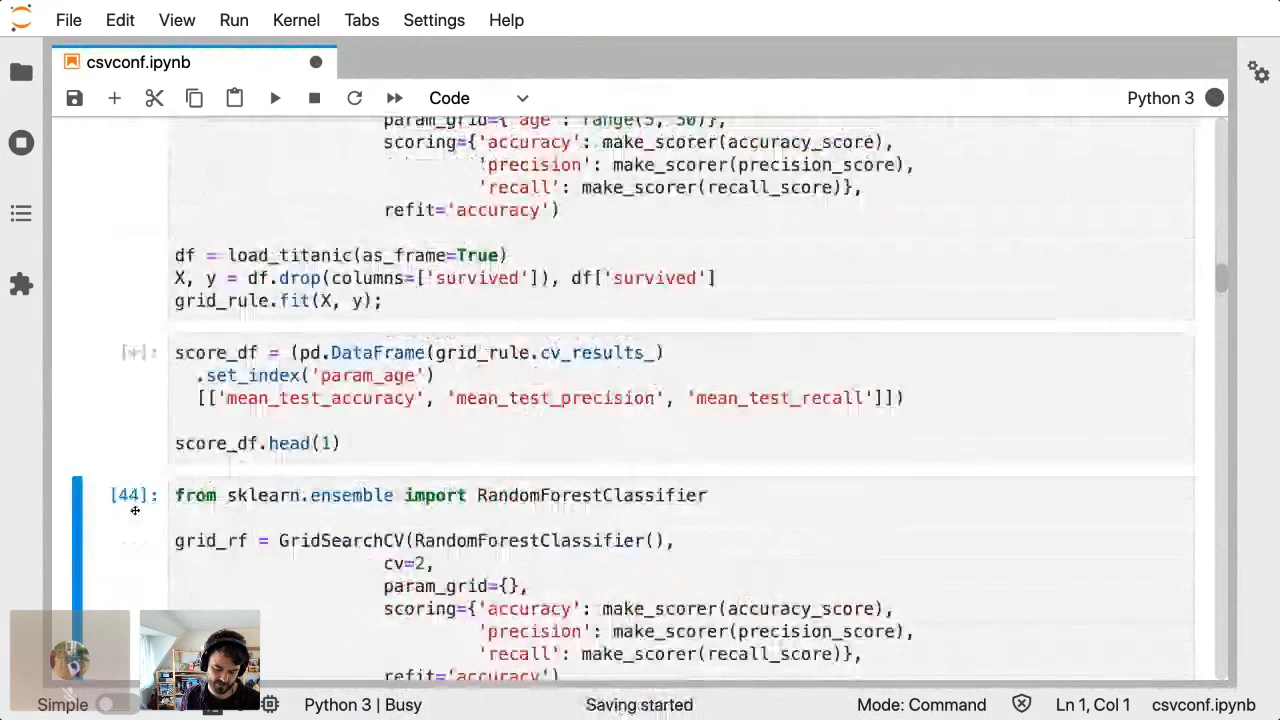 File Edit View Run Kernel Tabs Settings Help
csvconf.ipynb
Code
Python 3
param_grid={'age': range(5, 50)},
scoring={'accuracy': make_scorer(accuracy_score),
'precision': make_scorer(precision_score),
'recall': make_scorer(recall_score)},
refit='accuracy')
df = load_titanic(as_frame=True)
X, y = df.drop(columns=['survived']), df['survived']
grid_rule.fit(X, y);
[*]: score_df = (pd.DataFrame(grid_rule.cv_results_)
.set_index('param_age')
[['mean_test_accuracy', 'mean_test_precision', 'mean_test_recall']])
score_df.head(1)
[44]: from sklearn.ensemble import RandomForestClassifier
grid_rf = GridSearchCV(RandomForestClassifier(),
cv=2,
param_grid={},
scoring={'accuracy': make_scorer(accuracy_score),
'precision': make_scorer(precision_score),
'recall': make_scorer(recall_score)},
refit='accuracy')
Simple Python 3 | Busy Saving started Mode: Command Ln 1, Col 1 csvconf.ipynb